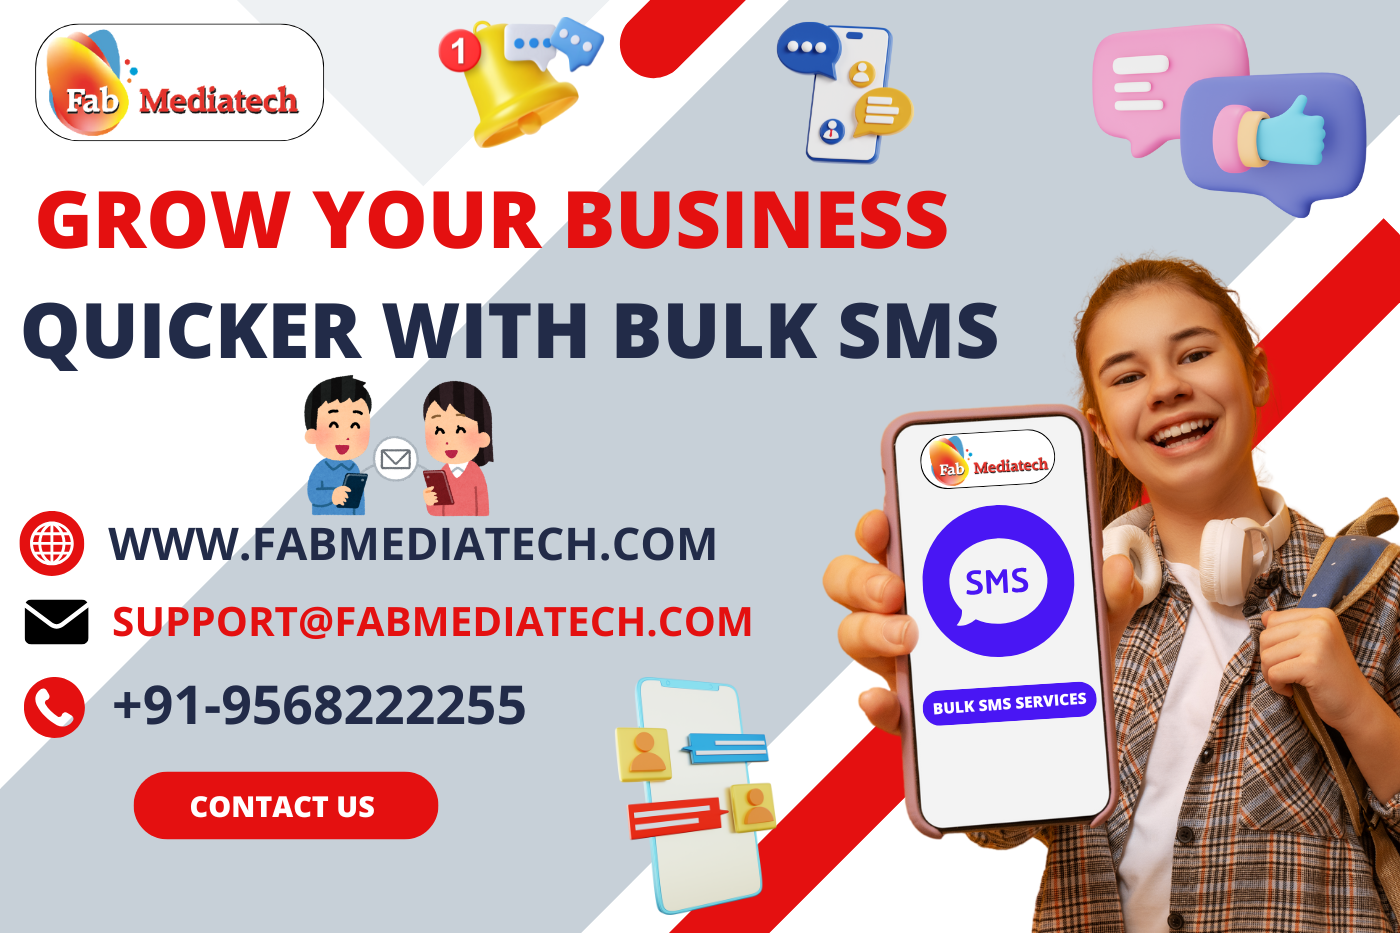 Fab Mediatech
1
GROW YOUR BUSINESS
QUICKER WITH BULK SMS
WWW.FABMEDIATECH.COM
SUPPORT@FABMEDIATECH.COM
+91-9568222255
CONTACT US
Fab Mediatech
SMS
BULK SMS SERVICES